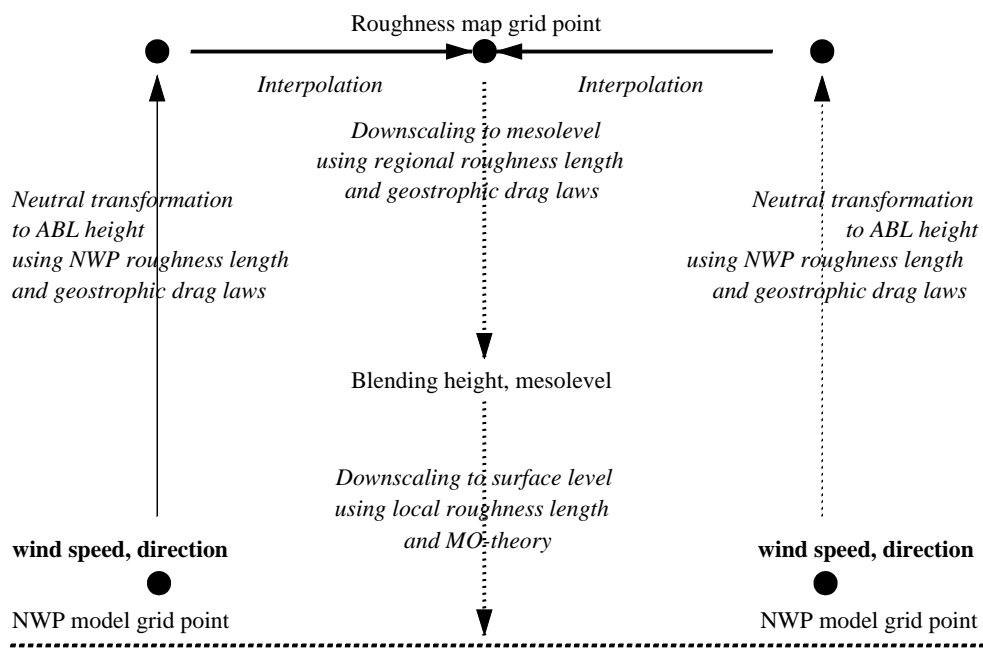 Roughness map grid point
Interpolation
Interpolation
Downscaling to mesolevel
using regional roughness length
and geostrophic drag laws
Neutral transformation
to ABL height
using NWP roughness length
and geostrophic drag laws
Neutral transformation
to ABL height
using NWP roughness length
and geostrophic drag laws
Blending height, mesolevel
Downscaling to surface level
using local roughness length
and MO-theory
wind speed, direction
NWP model grid point
wind speed, direction
NWP model grid point